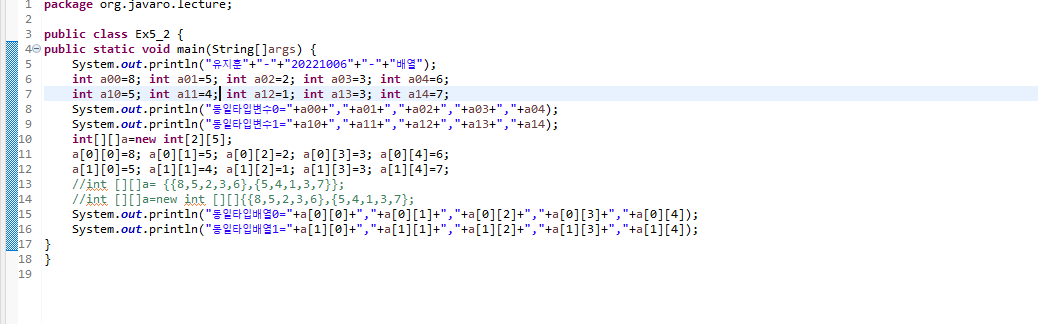 1 package org.javaro.lecture;
2
3 public class Ex5_2 {
4 public static void main(String[]args) {
5 System.out.println("유지훈"+"-"+"20221006"+"-"+"배열");
6 int a00=8; int a01=5; int a02=2; int a03=3; int a04=6;
7 int a10=5; int a11=4; int a12=1; int a13=3; int a14=7;
8 System.out.println("동일타입변수0="+a00+","+a01+","+a02+","+a03+","+a04);
9 System.out.println("동일타입변수1="+a10+","+a11+","+a12+","+a13+","+a14);
10 int[][]a=new int[2][5];
11 a[0][0]=8; a[0][1]=5; a[0][2]=2; a[0][3]=3; a[0][4]=6;
12 a[1][0]=5; a[1][1]=4; a[1][2]=1; a[1][3]=3; a[1][4]=7;
13 //int [][]a= {{8,5,2,3,6},{5,4,1,3,7}};
14 //int [][]a=new int [][]{{8,5,2,3,6},{5,4,1,3,7};
15 System.out.println("동일타입배열0="+a[0][0]+","+a[0][1]+","+a[0][2]+","+a[0][3]+","+a[0][4]);
16 System.out.println("동일타입배열1="+a[1][0]+","+a[1][1]+","+a[1][2]+","+a[1][3]+","+a[1][4]);
17 }
18 }
19